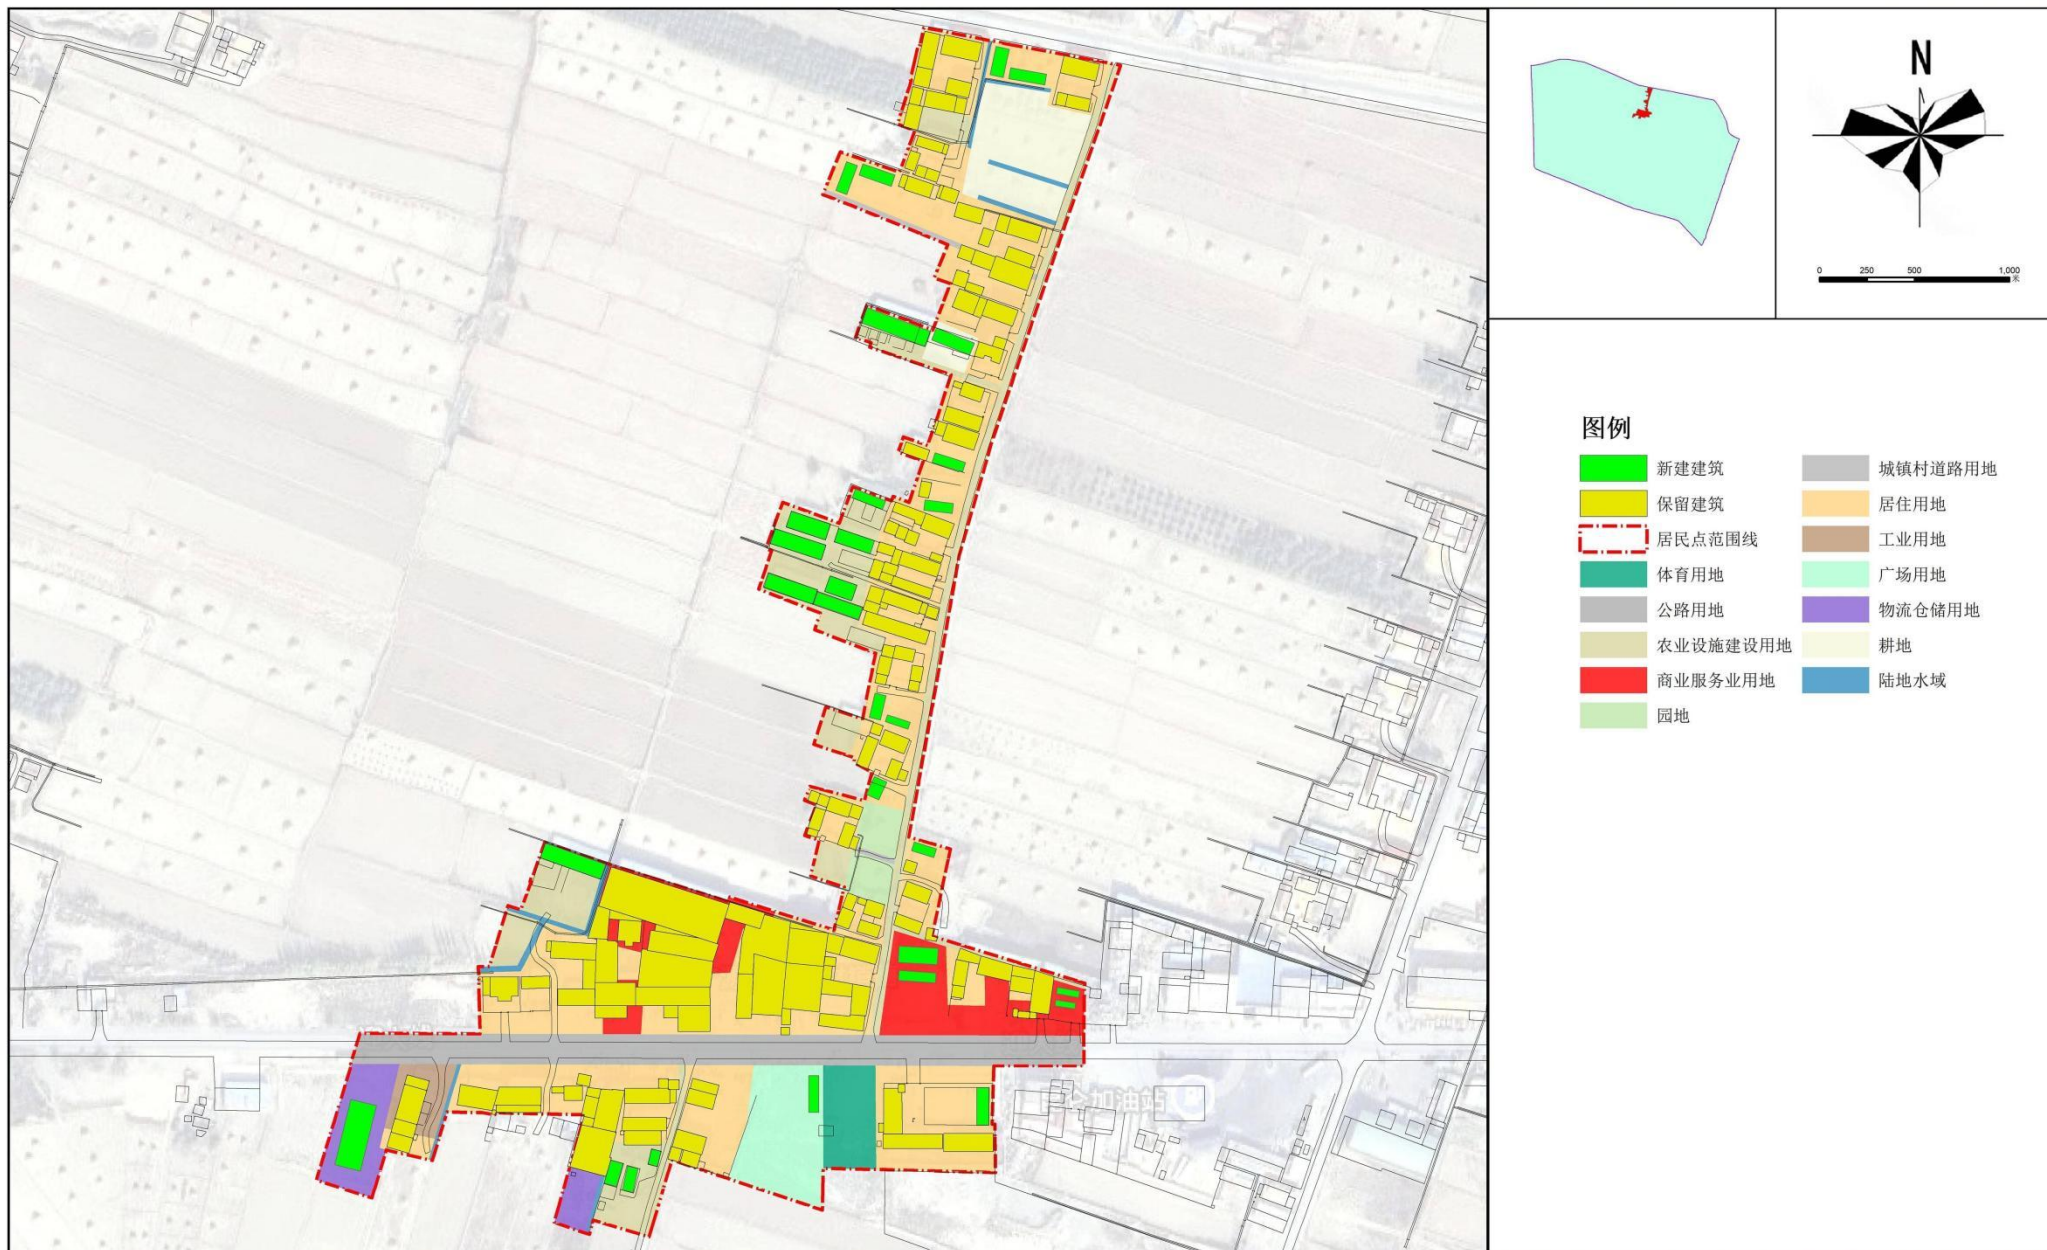 N
0 250 500 1,000
米
图例
新建建筑
城镇村道路用地
保留建筑
居住用地
居民点范围线
工业用地
体育用地
广场用地
公路用地
物流仓储用地
农业设施建设用地
耕地
商业服务业用地
陆地水域
园地
仑加油站